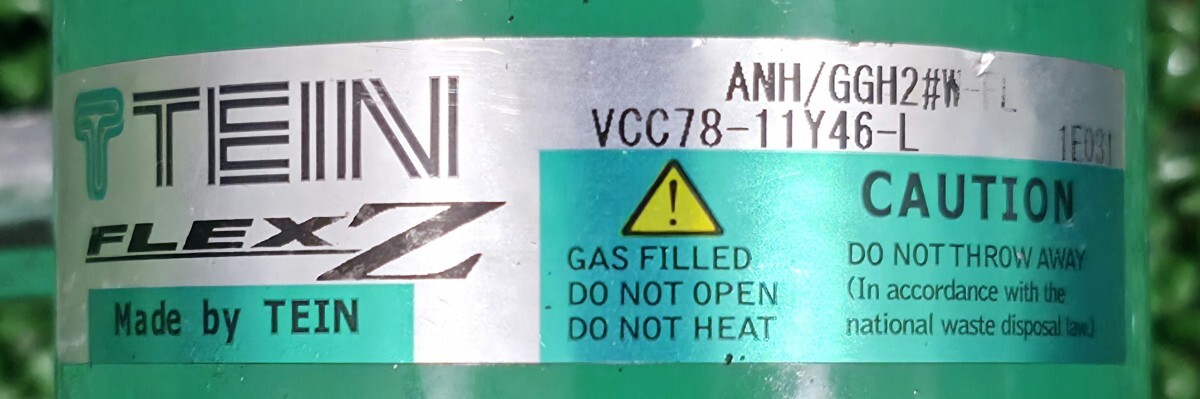 TEIN
FLEX Z
Made by TEIN
ANH/GGH2#W-FL
VCC78-11Y46-L
1E031
GAS FILLED
DO NOT OPEN
DO NOT HEAT
CAUTION
DO NOT THROW AWAY
(In accordance with the
national waste disposal law.)